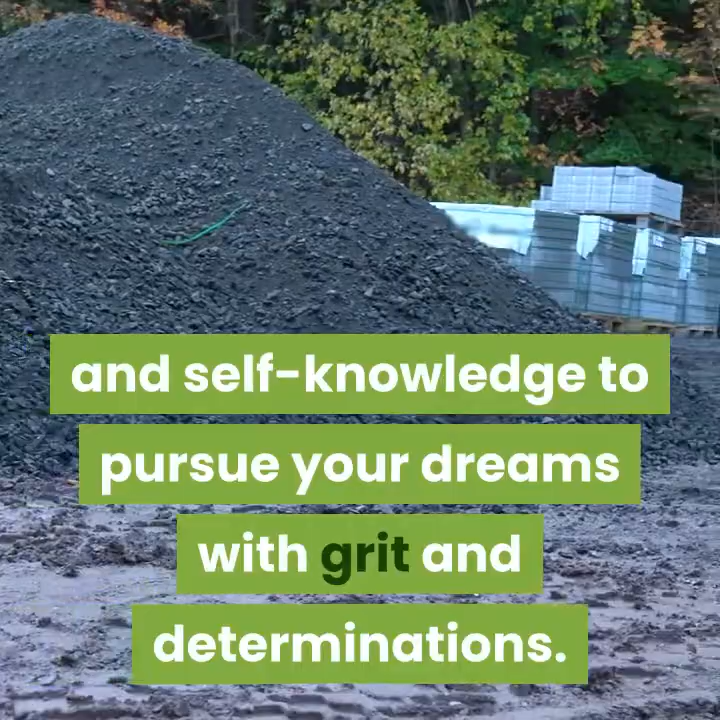 and self-knowledge to
pursue your dreams
with grit and
determinations.